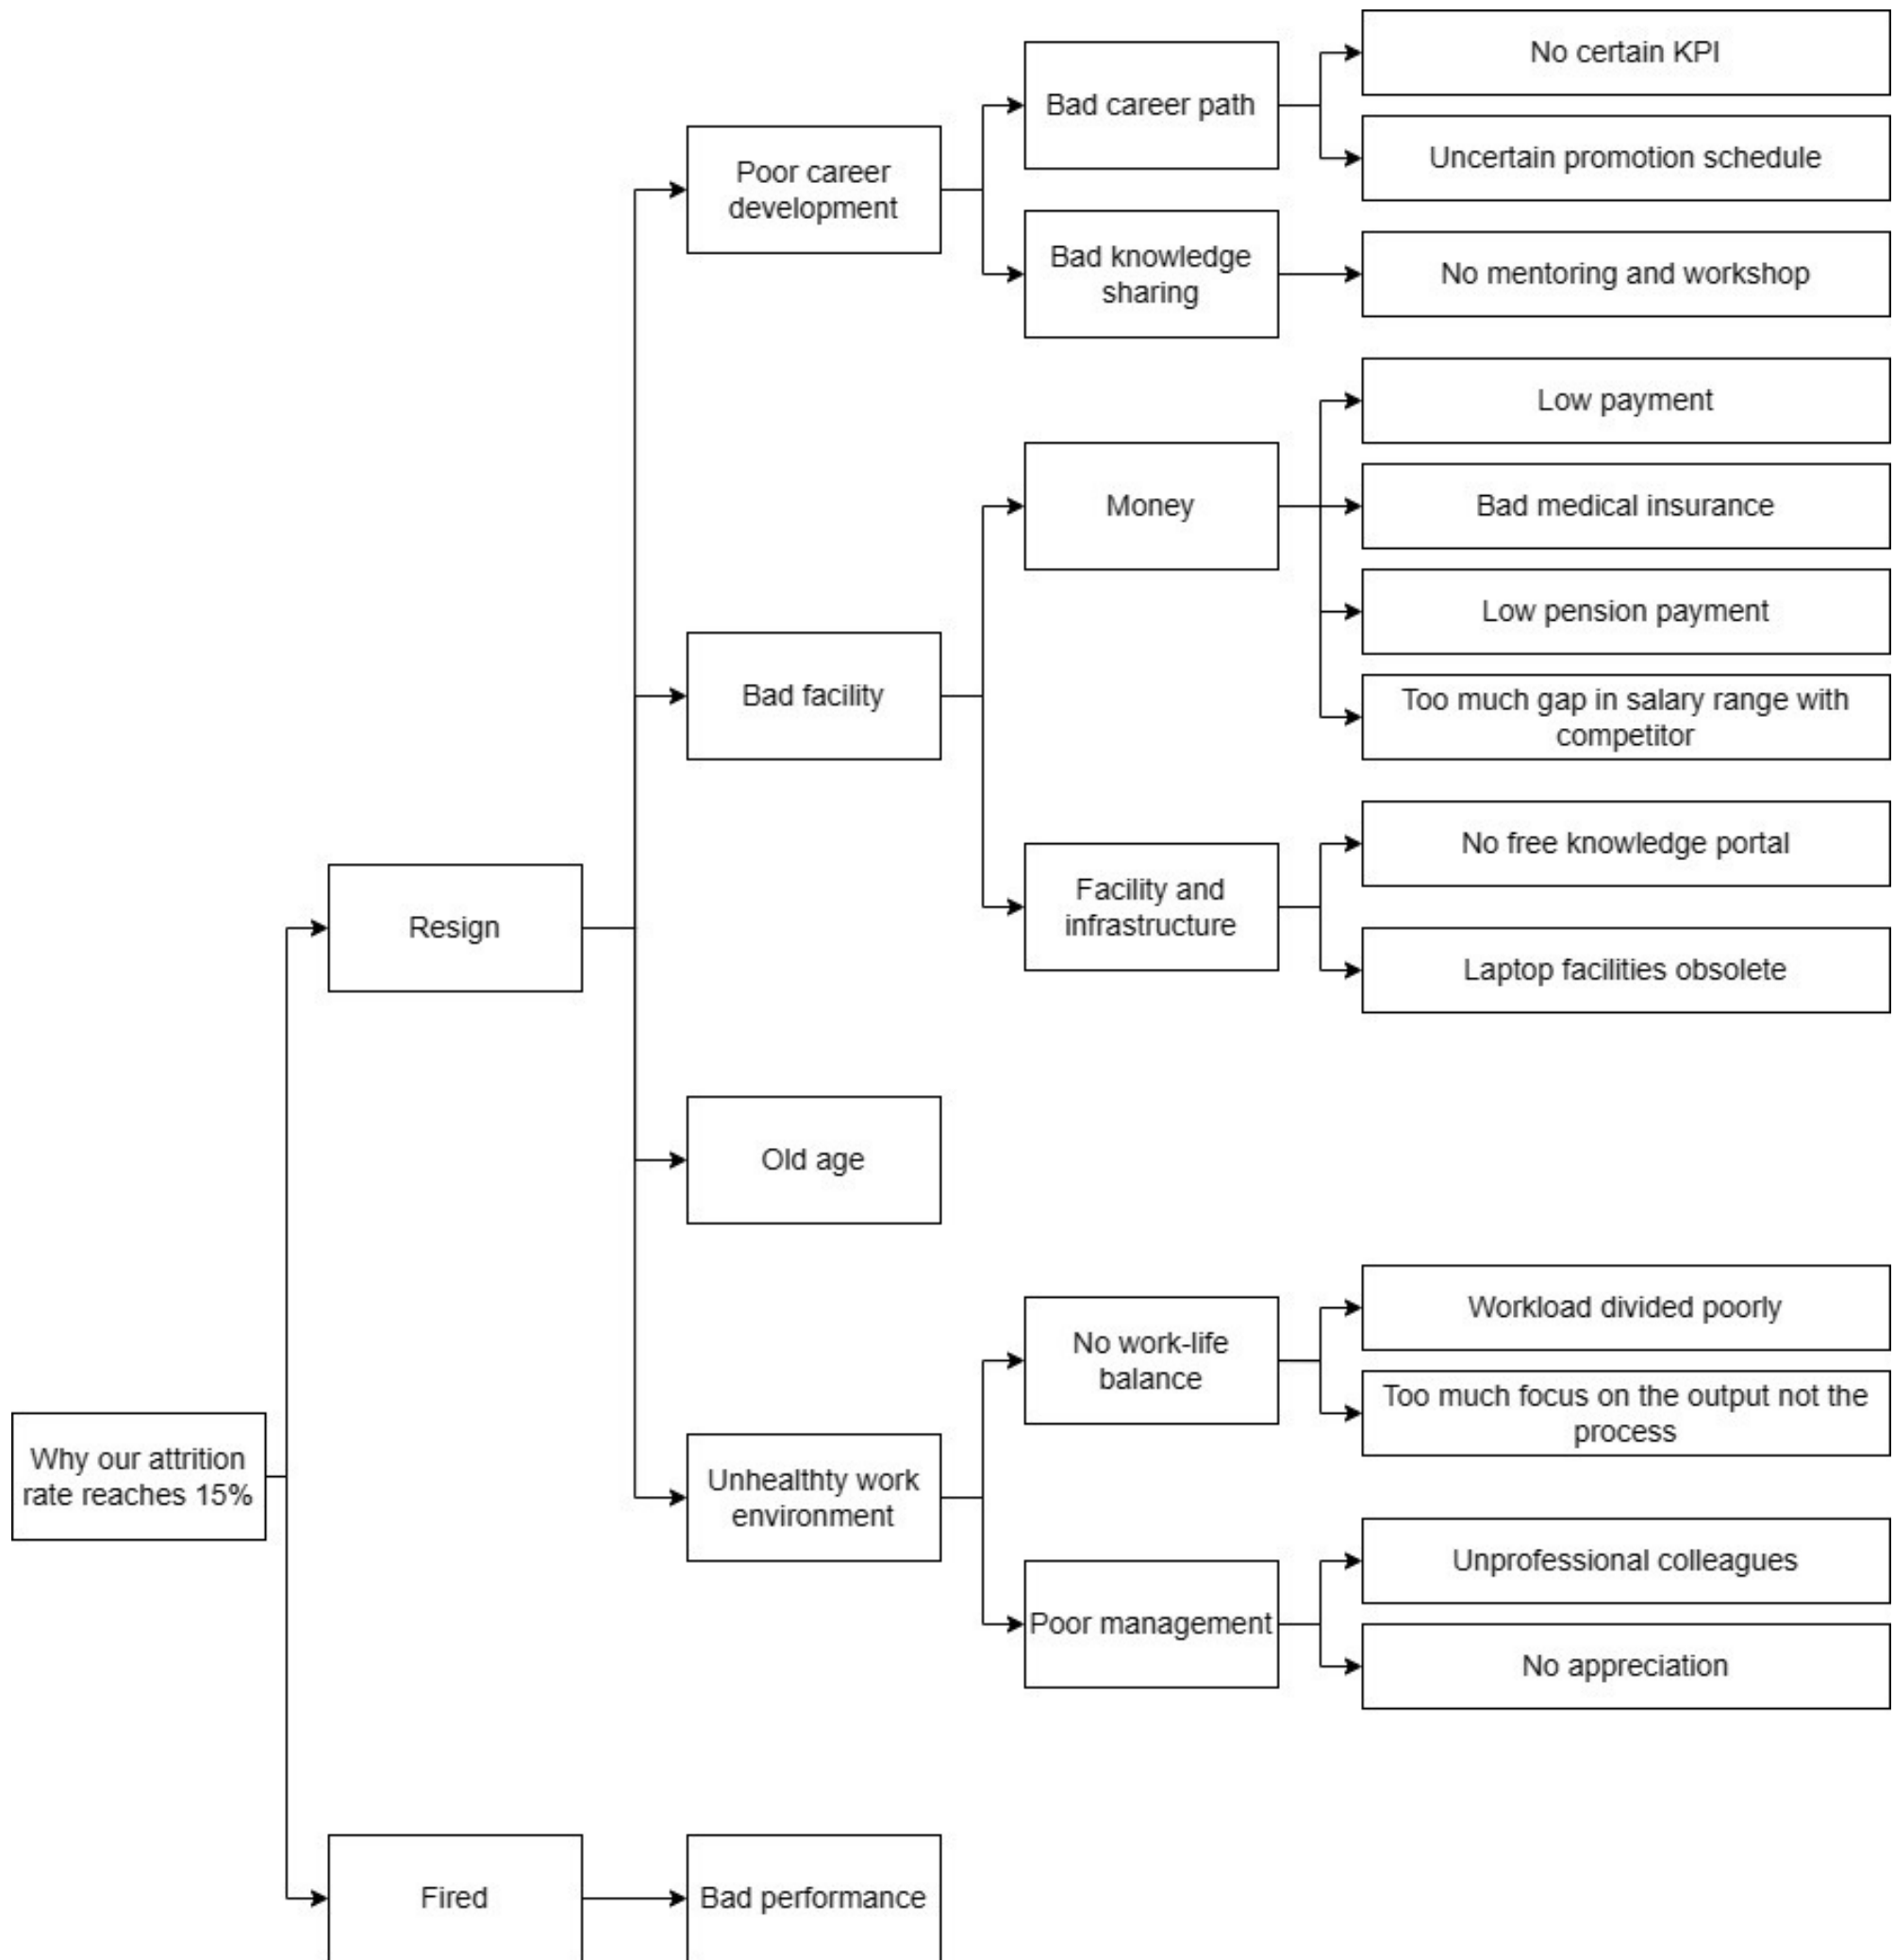 No certain KPI
Bad career path
Uncertain promotion schedule
Poor career
development
Bad knowledge
sharing
No mentoring and workshop
Low payment
Money
Bad medical insurance
Low pension payment
Bad facility
Too much gap in salary range with
competitor
No free knowledge portal
Facility and
infrastructure
Resign
Laptop facilities obsolete
Old age
Workload divided poorly
No work-life
balance
Too much focus on the output not the
process
Why our attrition
rate reaches 15%
Unhealthty work
environment
Unprofessional colleagues
Poor management
No appreciation
Fired
Bad performance